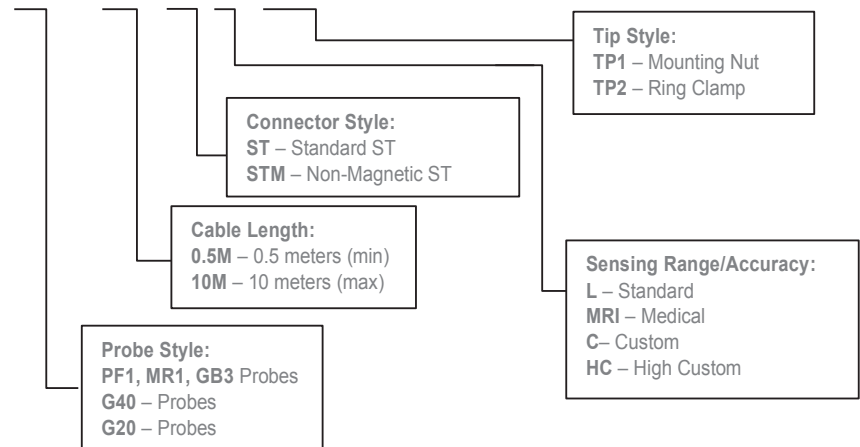 Tip Style:
TP1 – Mounting Nut
TP2 – Ring Clamp
Connector Style:
ST – Standard ST
STM – Non-Magnetic ST
Cable Length:
0.5M – 0.5 meters (min)
10M – 10 meters (max)
Sensing Range/Accuracy:
L – Standard
MRI – Medical
C– Custom
HC – High Custom
Probe Style:
PF1, MR1, GB3 Probes
G40 – Probes
G20 – Probes